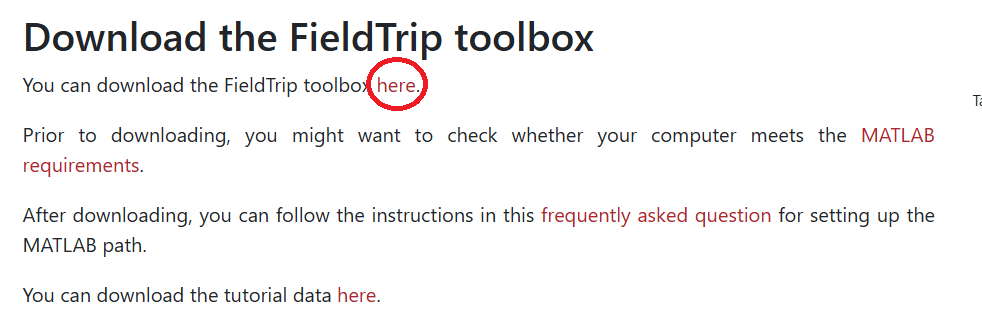 Download the FieldTrip toolbox
You can download the FieldTrip toolbox here.
Prior to downloading, you might want to check whether your computer meets the MATLAB
requirements.
After downloading, you can follow the instructions in this frequently asked question for setting up the
MATLAB path.
You can download the tutorial data here.